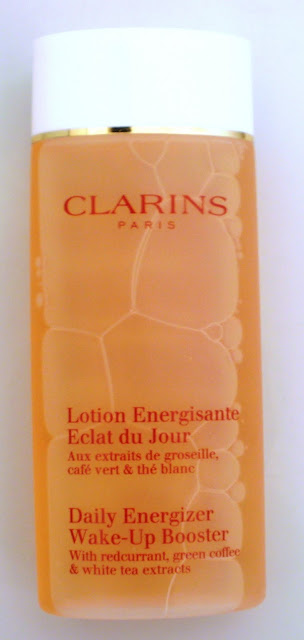 CLARINS
PARIS
Lotion Energisante
Eclat du Jour
Aux extraits de groseille,
café vert & thé blanc
Daily Energizer
Wake-Up Booster
With redcurrant, green coffee
& white tea extracts